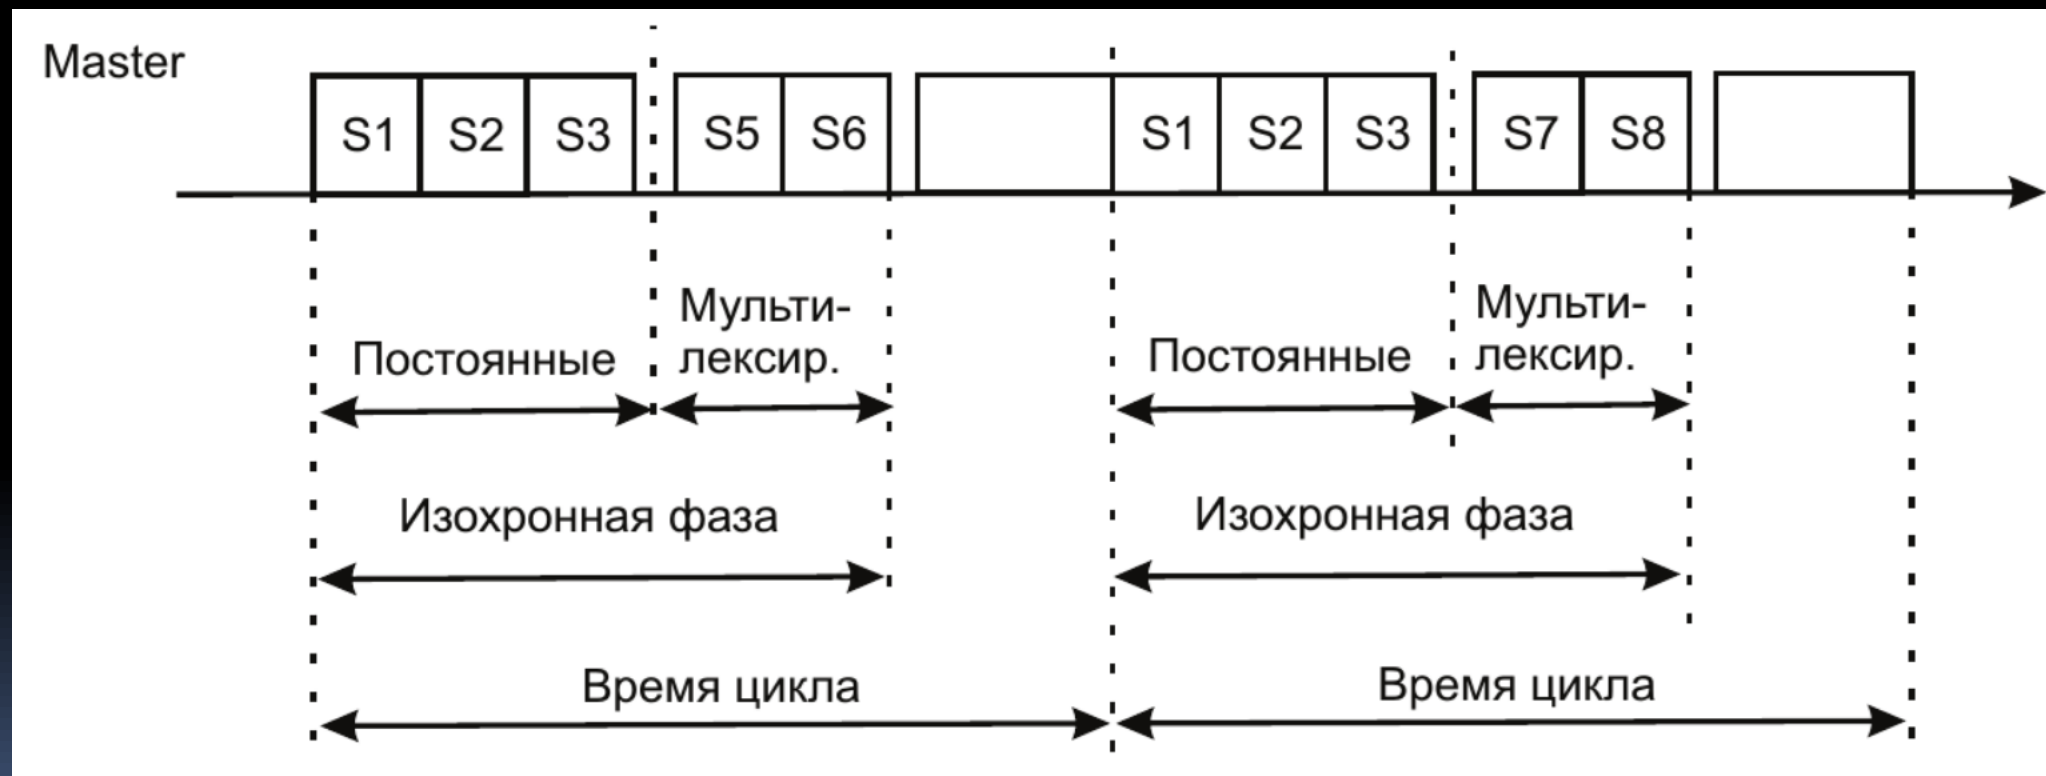 Master
S1 S2 S3 S5 S6 S1 S2 S3 S7 S8
Постоянные
Мульти-
лексир.
Постоянные
Мульти-
лексир.
Изохронная фаза
Изохронная фаза
Время цикла
Время цикла